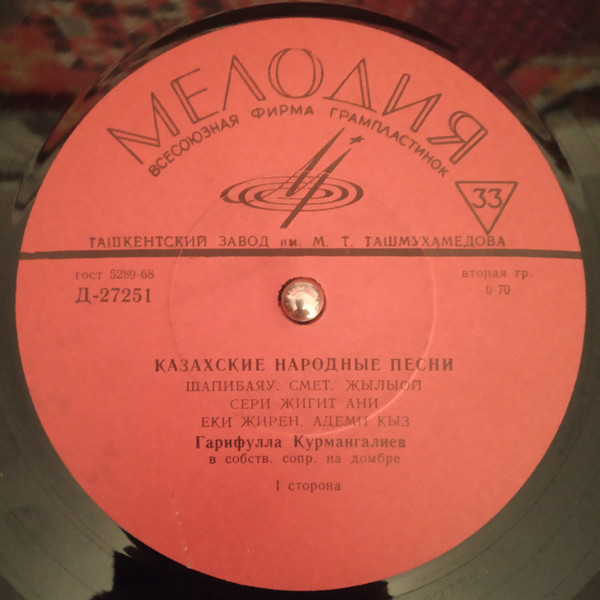 МЕЛОДИЯ
ВСЕСОЮЗНАЯ ФИРМА ГРАМПЛАСТИНОК
33
ТАШКЕНТСКИЙ ЗАВОД им. М. Т. ТАШМУХАМЕДОВА
гост 5289-68
вторая гр.
Д-27251
0-70
КАЗАХСКИЕ НАРОДНЫЕ ПЕСНИ
ШАПИБАЯУ. СМЕТ. ЖЫЛЫОЙ
СЕРИ ЖИГИТ АНИ
ЕКИ ЖИРЕН. АДЕМИ КЫЗ
Гарифулла Курмангалиев
в собств. сопр. на домбре
1 сторона